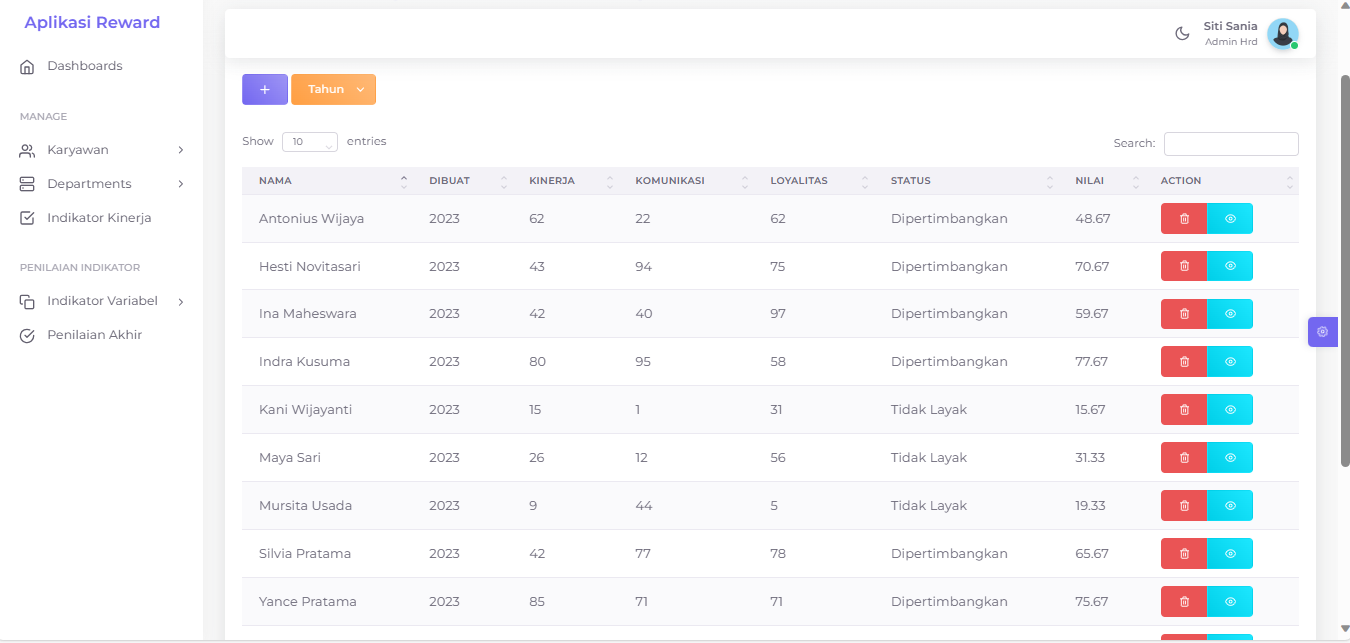 Aplikasi Reward
Siti Sania
Admin Hrd
Dashboards
MANAGE
Karyawan
Departments
Indikator Kinerja
PENILAIAN INDIKATOR
Indikator Variabel
Penilaian Akhir
+ Tahun
Show 10 entries
Search:
NAMA DIBUAT KINERJA KOMUNIKASI LOYALITAS STATUS NILAI ACTION
Antonius Wijaya 2023 62 22 62 Dipertimbangkan 48.67
Hesti Novitasari 2023 43 94 75 Dipertimbangkan 70.67
Ina Maheswara 2023 42 40 97 Dipertimbangkan 59.67
Indra Kusuma 2023 80 95 58 Dipertimbangkan 77.67
Kani Wijayanti 2023 15 1 31 Tidak Layak 15.67
Maya Sari 2023 26 12 56 Tidak Layak 31.33
Mursita Usada 2023 9 44 5 Tidak Layak 19.33
Silvia Pratama 2023 42 77 78 Dipertimbangkan 65.67
Yance Pratama 2023 85 71 71 Dipertimbangkan 75.67